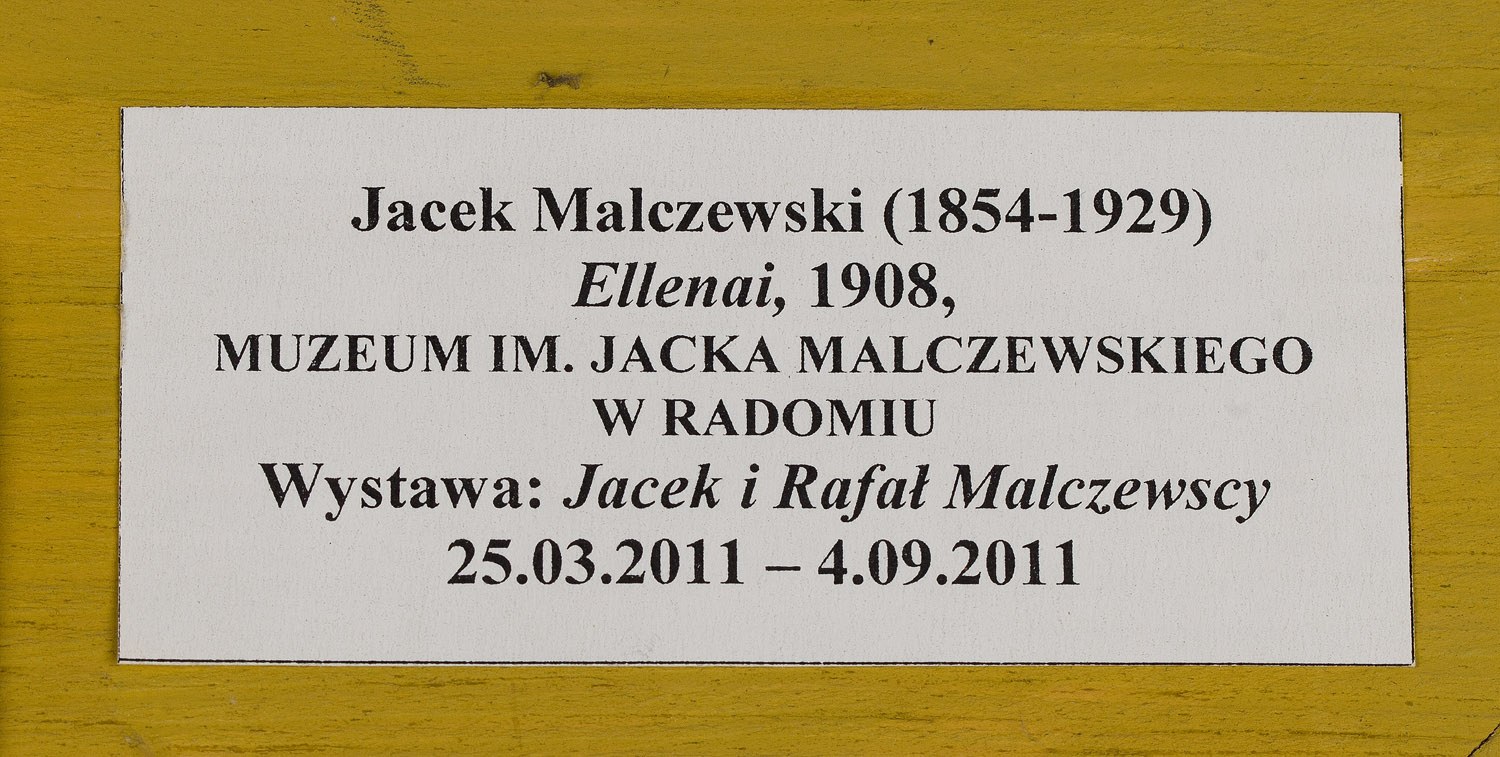 Jacek Malczewski (1854-1929)
Ellenai, 1908,
MUZEUM IM. JACKA MALCZEWSKIEGO
W RADOMIU
Wystawa: Jacek i Rafał Malczewscy
25.03.2011 – 4.09.2011